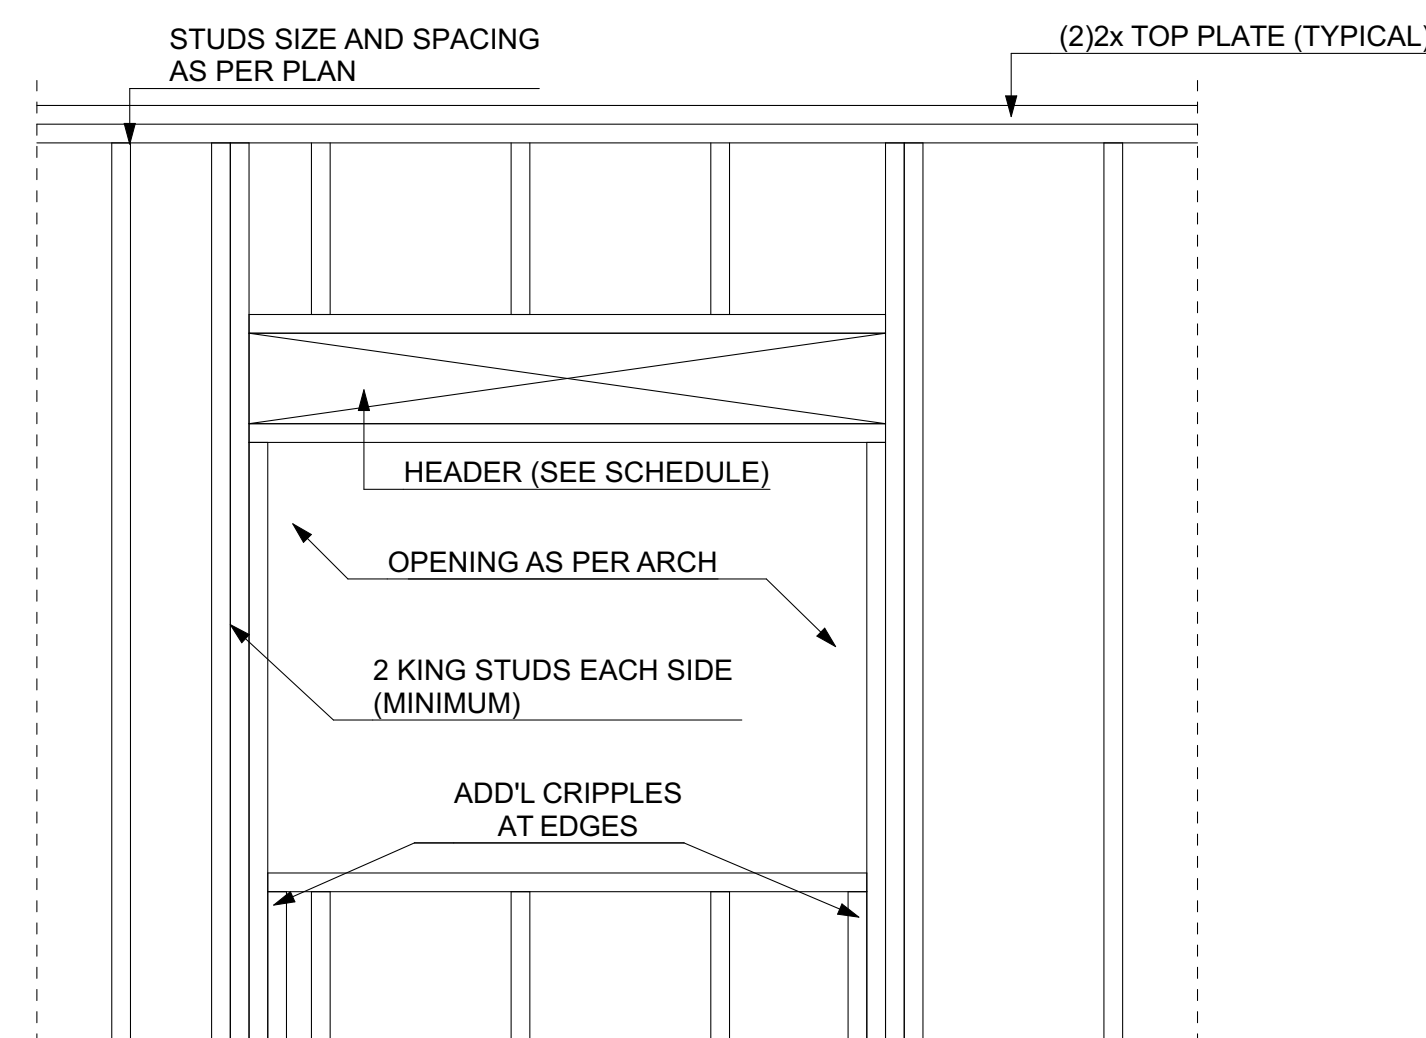 STUDS SIZE AND SPACING
AS PER PLAN
(2)2x TOP PLATE (TYPICAL)
HEADER (SEE SCHEDULE)
OPENING AS PER ARCH
2 KING STUDS EACH SIDE
(MINIMUM)
ADD'L CRIPPLES
AT EDGES